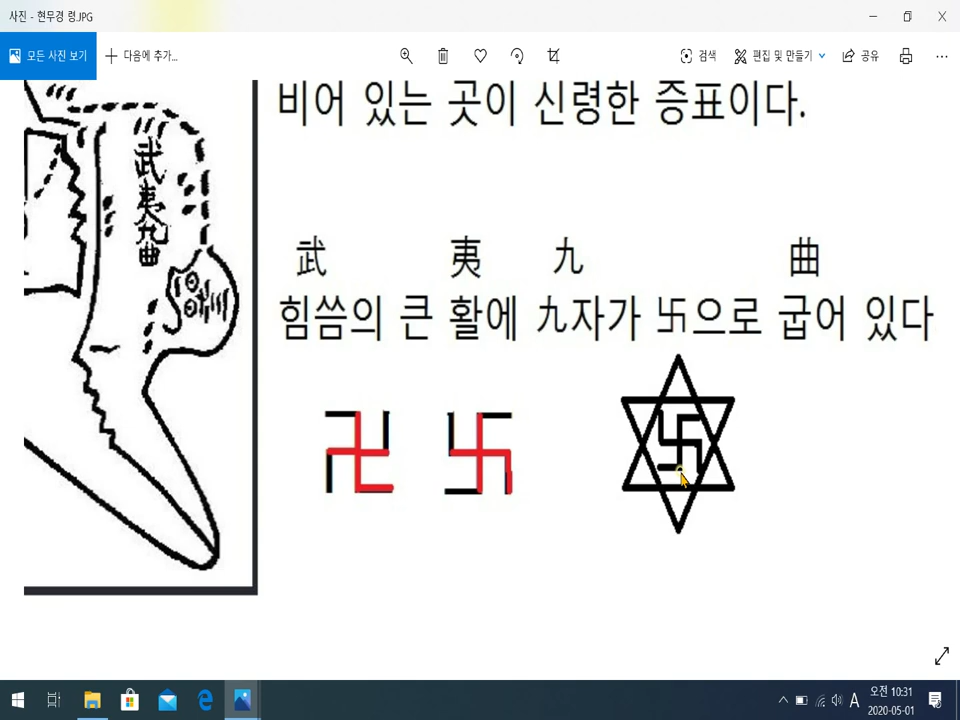 사진 - 현무경 령.JPG
모든 사진 보기
다음에 추가...
검색
편집 및 만들기
공유
비어 있는 곳이 신령한 증표이다.
武夷九曲
武 夷 九 曲
힘씀의 큰 활에 九자가 卐으로 굽어 있다
卍 卐
卐
A
오전 10:31
2020-05-01